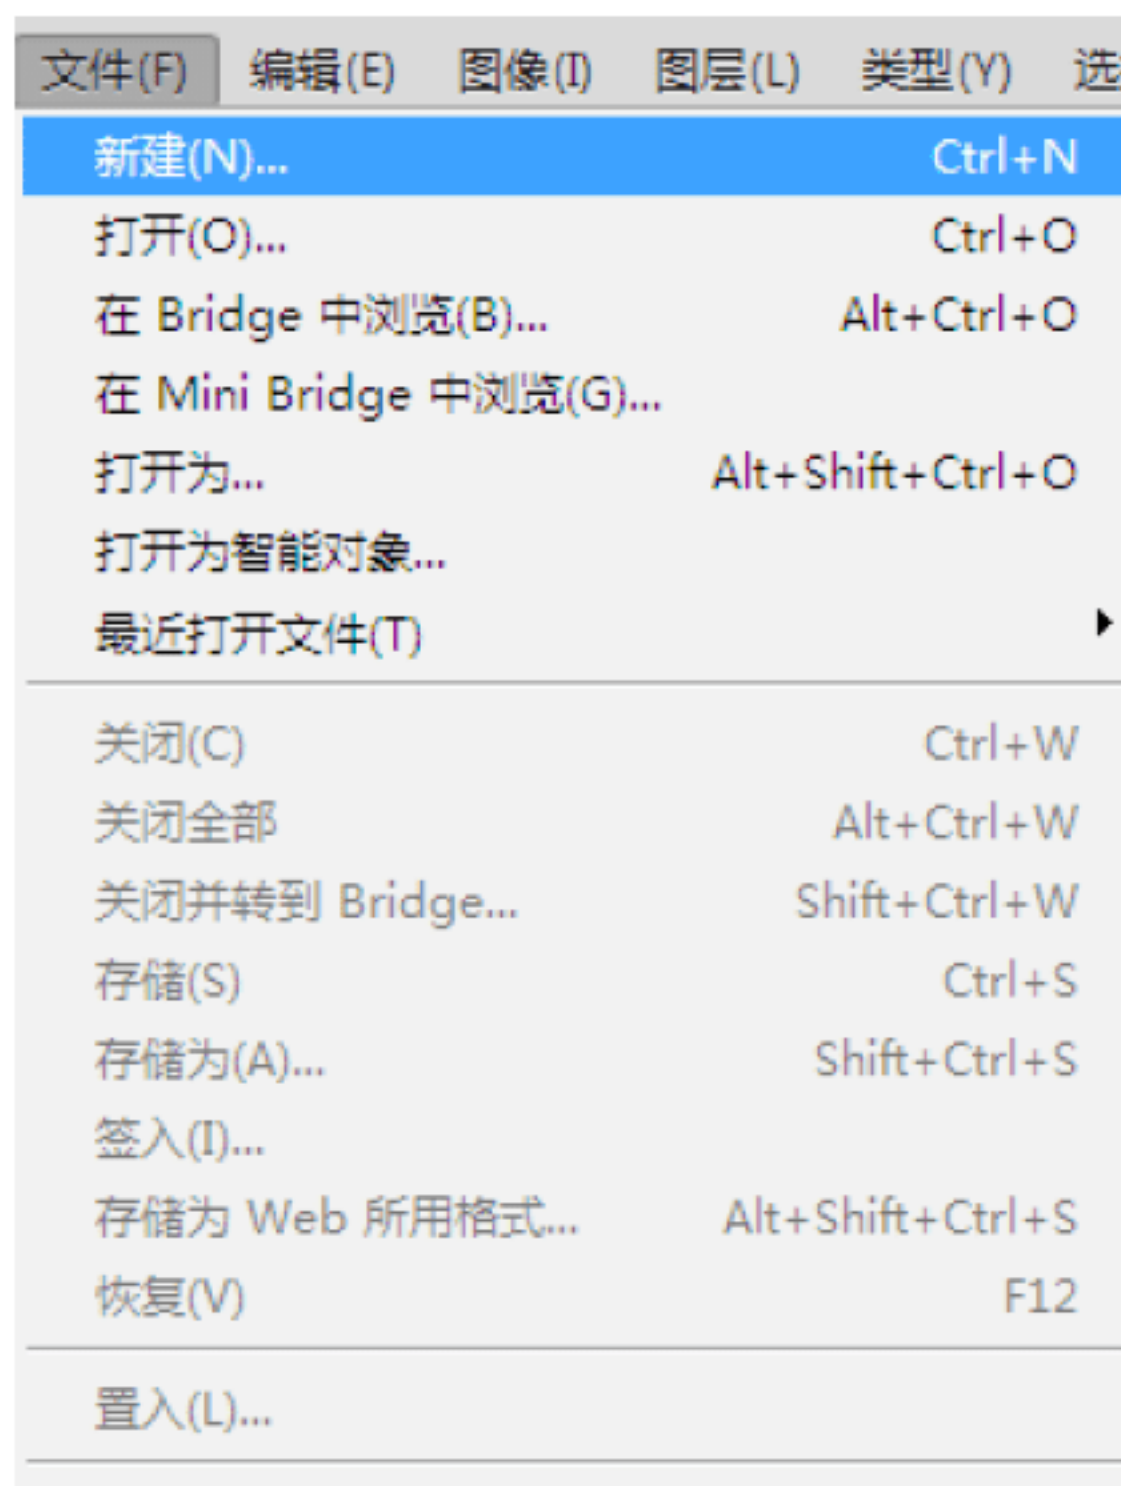 文件(F) 编辑(E) 图像(I) 图层(L) 类型(Y) 选
新建(N)... Ctrl+N
打开(O)... Ctrl+O
在 Bridge 中浏览(B)... Alt+Ctrl+O
在 Mini Bridge 中浏览(G)...
打开为... Alt+Shift+Ctrl+O
打开为智能对象...
最近打开文件(T)
关闭(C) Ctrl+W
关闭全部 Alt+Ctrl+W
关闭并转到 Bridge... Shift+Ctrl+W
存储(S) Ctrl+S
存储为(A)... Shift+Ctrl+S
签入(I)...
存储为 Web 所用格式... Alt+Shift+Ctrl+S
恢复(V) F12
置入(L)...